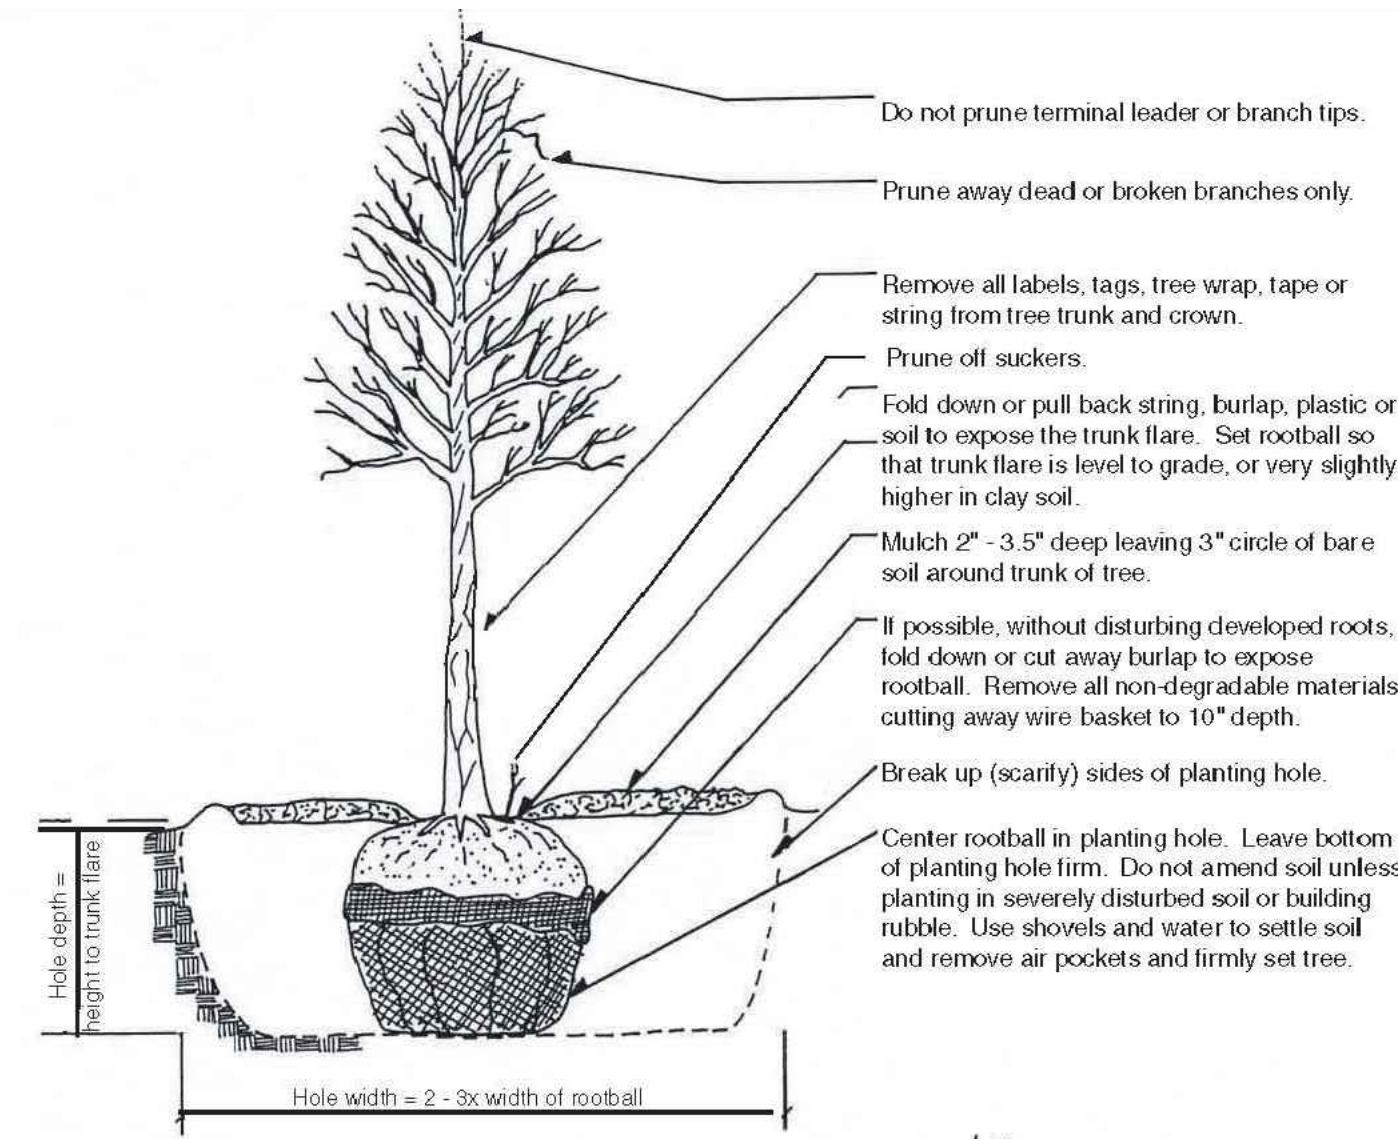 Do not prune terminal leader or branch tips.
Prune away dead or broken branches only.
Remove all labels, tags, tree wrap, tape or
string from tree trunk and crown.
Prune off suckers.
Fold down or pull back string, burlap, plastic or
soil to expose the trunk flare. Set rootball so
that trunk flare is level to grade, or very slightly
higher in clay soil.
Mulch 2" - 3.5" deep leaving 3" circle of bare
soil around trunk of tree.
If possible, without disturbing developed roots,
fold down or cut away burlap to expose
rootball. Remove all non-degradable materials
cutting away wire basket to 10" depth.
Break up (scarify) sides of planting hole.
Center rootball in planting hole. Leave bottom
of planting hole firm. Do not amend soil unless
planting in severely disturbed soil or building
rubble. Use shovels and water to settle soil
and remove air pockets and firmly set tree.
Hole depth =
height to trunk flare
Hole width = 2 - 3x width of rootball